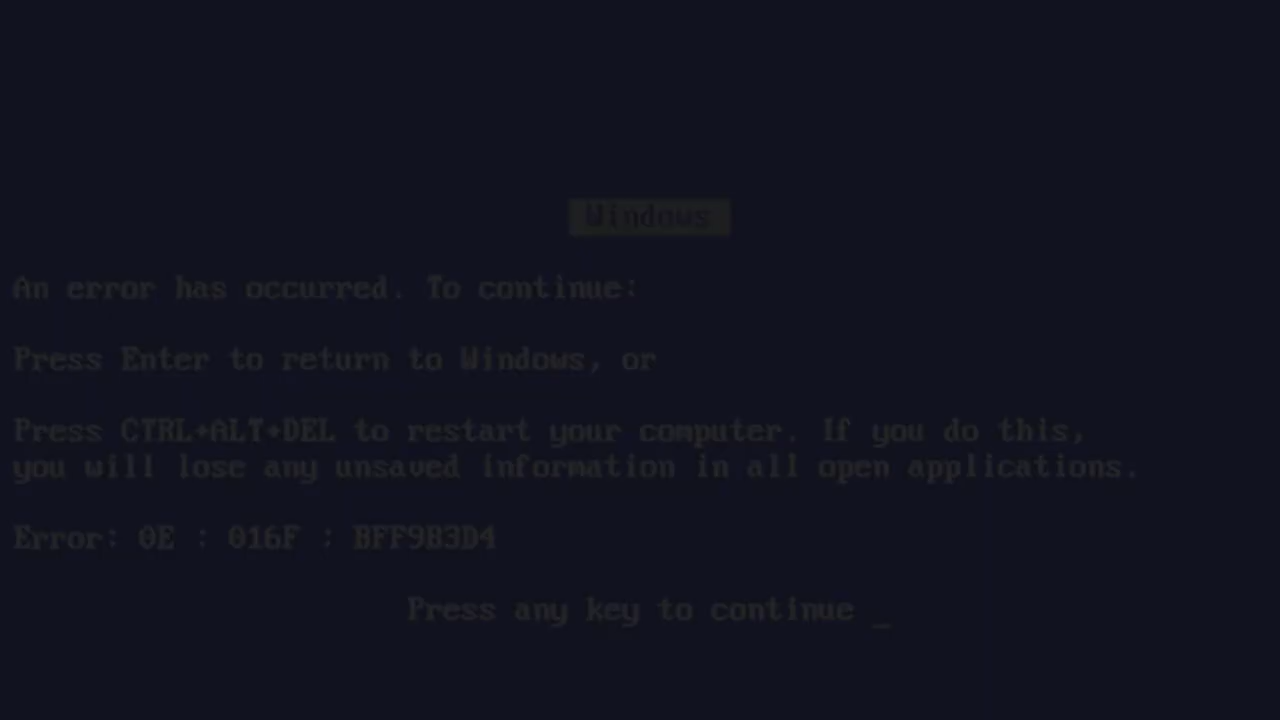 Windows
An error has occurred. To continue:
Press Enter to return to Windows, or
Press CTRL+ALT+DEL to restart your computer. If you do this,
you will lose any unsaved information in all open applications.
Error: 0E : 016F : BFF9B3D4
Press any key to continue _